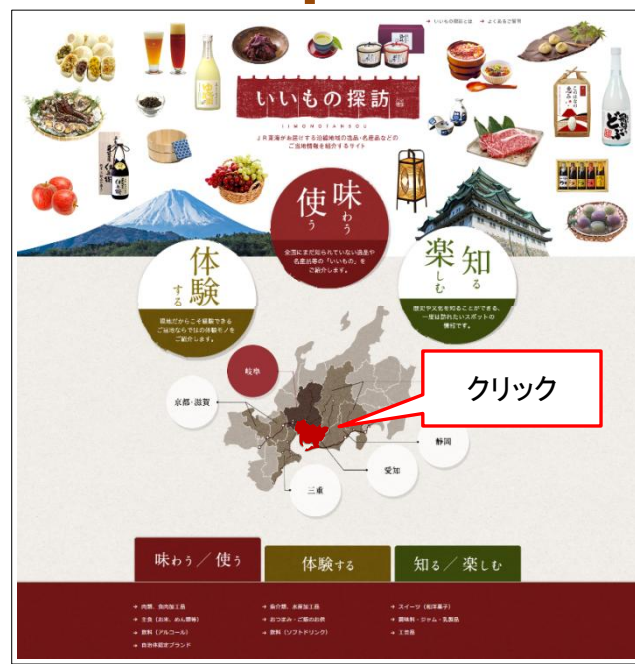 → いいもの探訪とは → よくあるご質問
いいもの探訪
IIMONOTANBOU
JR東海がお届けする沿線地域の逸品・名産品などの
ご当地情報を紹介するサイト
味わう
使う
全国にまだ知られていない逸品や
名産品等の「いいもの」を
ご紹介します。
体験する
現地だからこそ経験できる
ご当地ならではの体験モノを
ご紹介します。
知る
楽しむ
歴史や文化を知ることができる、
一度は訪れたいスポットの
情報です。
岐阜
クリック
京都・滋賀
静岡
愛知
三重
味わう／使う
体験する
知る／楽しむ
→ 肉類、食肉加工品
→ 魚介類、水産加工品
→ スイーツ（和洋菓子）
→ 主食（お米、めん類等）
→ おつまみ・ご飯のお供
→ 調味料・ジャム・乳製品
→ 飲料（アルコール）
→ 飲料（ソフトドリンク）
→ 工芸品
→ 自治体認定ブランド